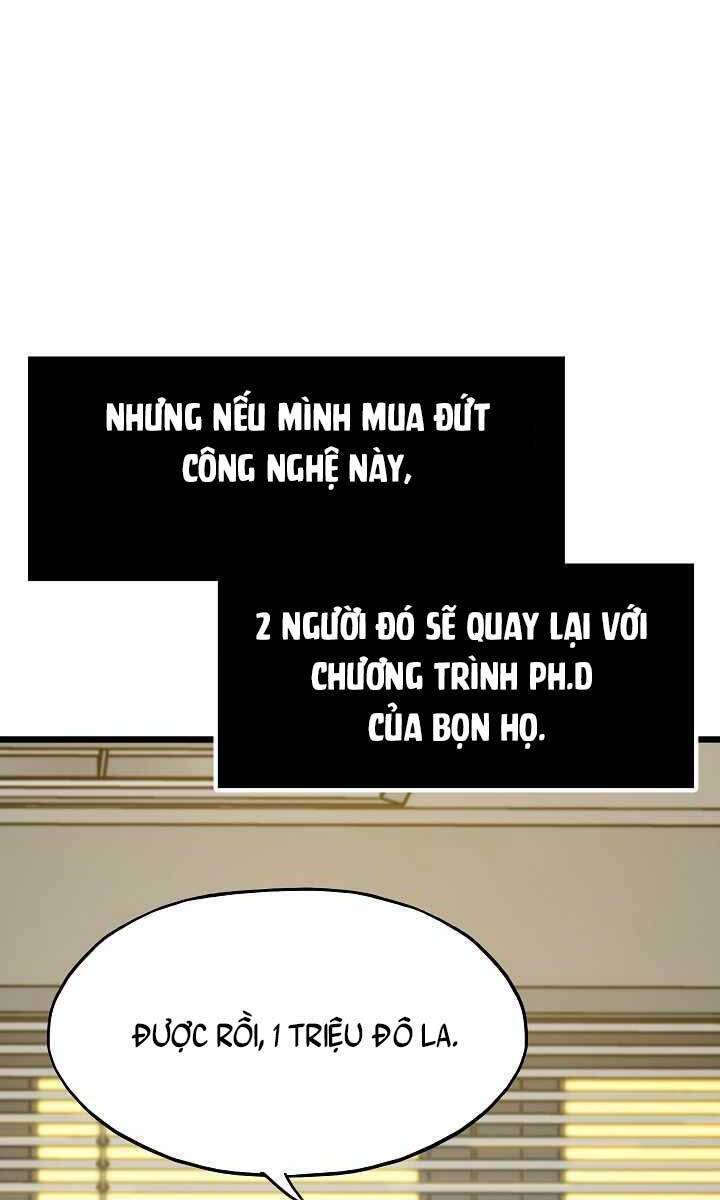 NHƯNG NẾU MÌNH MUA ĐỨT
CÔNG NGHỆ NÀY,
2 NGƯỜI ĐÓ SẼ QUAY LẠI VỚI
CHƯƠNG TRÌNH PH.D
CỦA BỌN HỌ.
ĐƯỢC RỒI, 1 TRIỆU ĐÔ LA.